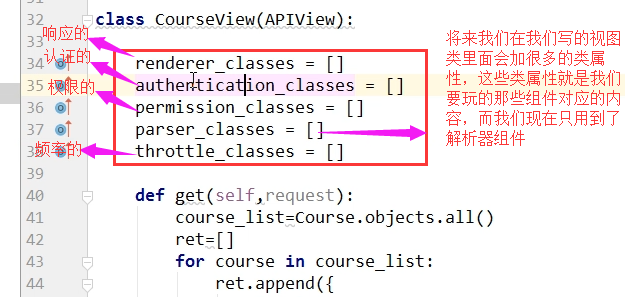 31
class CourseView(APIView):
响应的
33
认证的
34 renderer_classes = []
35 authentication_classes = []
权限的
36 permission_classes = []
37 parser_classes = []
频率的
38 throttle_classes = []
39
40 def get(self,request):
41 course_list=Course.objects.all()
42 ret=[]
43 for course in course_list:
44 ret.append({
将来我们在我们写的视图
类里面会加很多的类属
性，这些类属性就是我们
要玩的那些组件对应的内
容，而我们现在只用到了
解析器组件